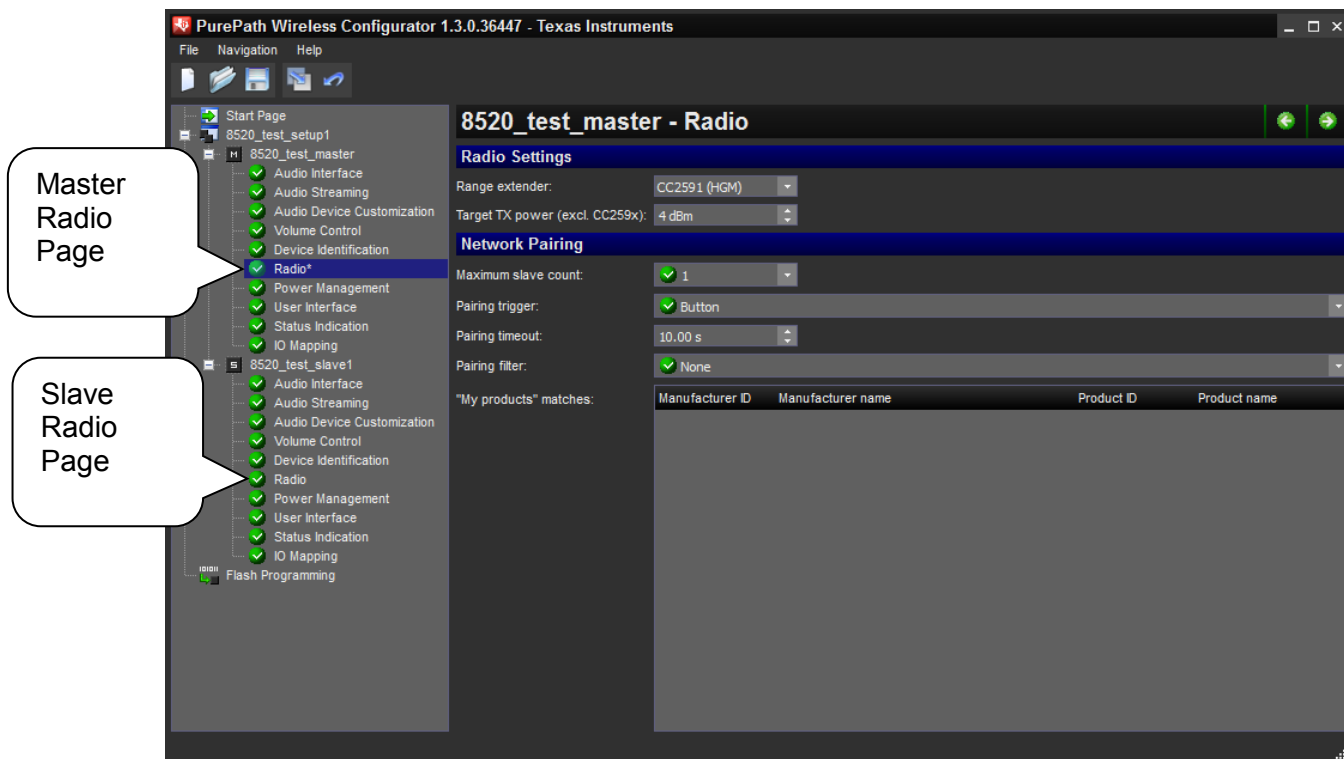 PurePath Wireless Configurator 1.3.0.36447 - Texas Instruments
File Navigation Help
Start Page
8520_test_setup1
8520_test_master
Audio Interface
Audio Streaming
Audio Device Customization
Volume Control
Device Identification
Radio*
Power Management
User Interface
Status Indication
IO Mapping
8520_test_slave1
Audio Interface
Audio Streaming
Audio Device Customization
Volume Control
Device Identification
Radio
Power Management
User Interface
Status Indication
IO Mapping
Flash Programming
Master
Radio
Page
Slave
Radio
Page
8520_test_master - Radio
Radio Settings
Range extender: CC2591 (HGM)
Target TX power (excl. CC259x): 4 dBm
Network Pairing
Maximum slave count: 1
Pairing trigger: Button
Pairing timeout: 10.00 s
Pairing filter: None
"My products" matches: Manufacturer ID Manufacturer name Product ID Product name